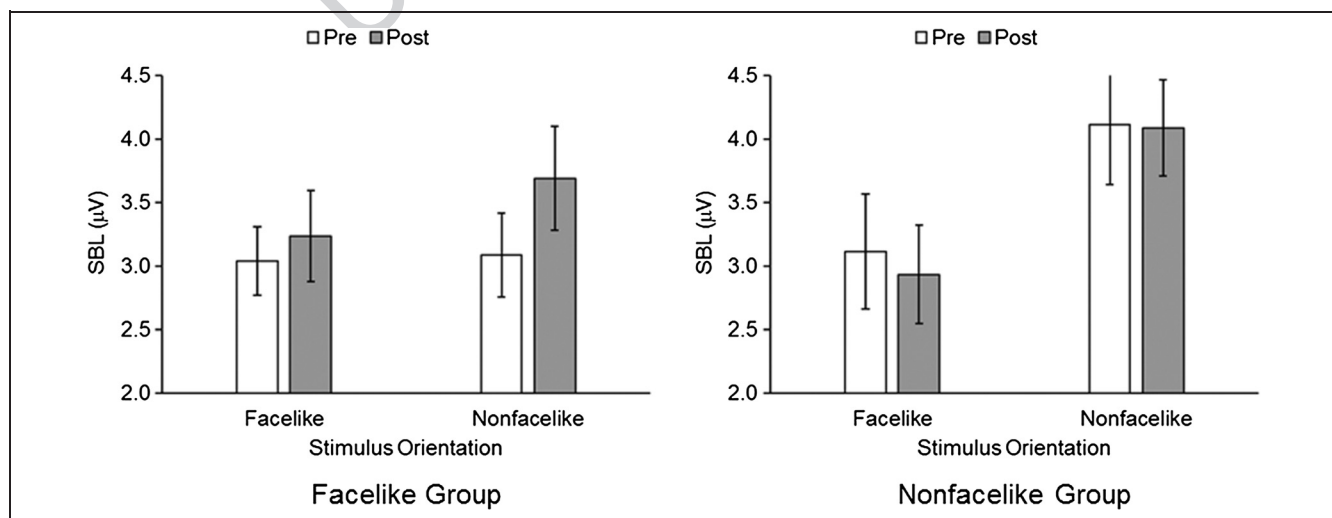 Pre Post
4.5
4.0
3.5
3.0
2.5
2.0
SBL (μV)
Facelike Nonfacelike
Stimulus Orientation
Facelike Group
Pre Post
4.5
4.0
3.5
3.0
2.5
2.0
SBL (μV)
Facelike Nonfacelike
Stimulus Orientation
Nonfacelike Group